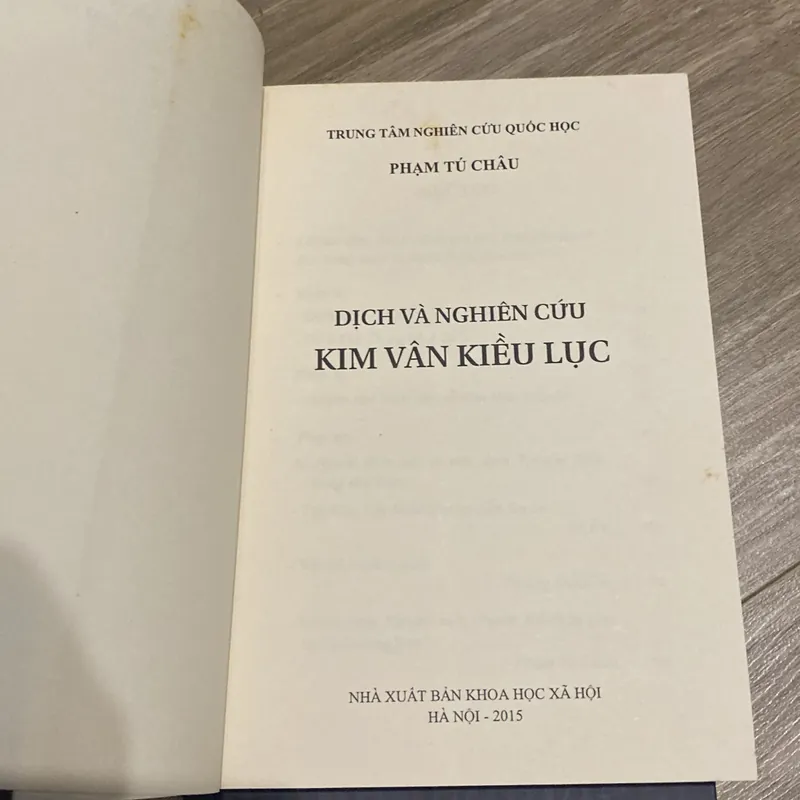 TRUNG TÂM NGHIÊN CỨU QUỐC HỌC
PHẠM TÚ CHÂU
DỊCH VÀ NGHIÊN CỨU
KIM VÂN KIỀU LỤC
NHÀ XUẤT BẢN KHOA HỌC XÃ HỘI
HÀ NỘI - 2015